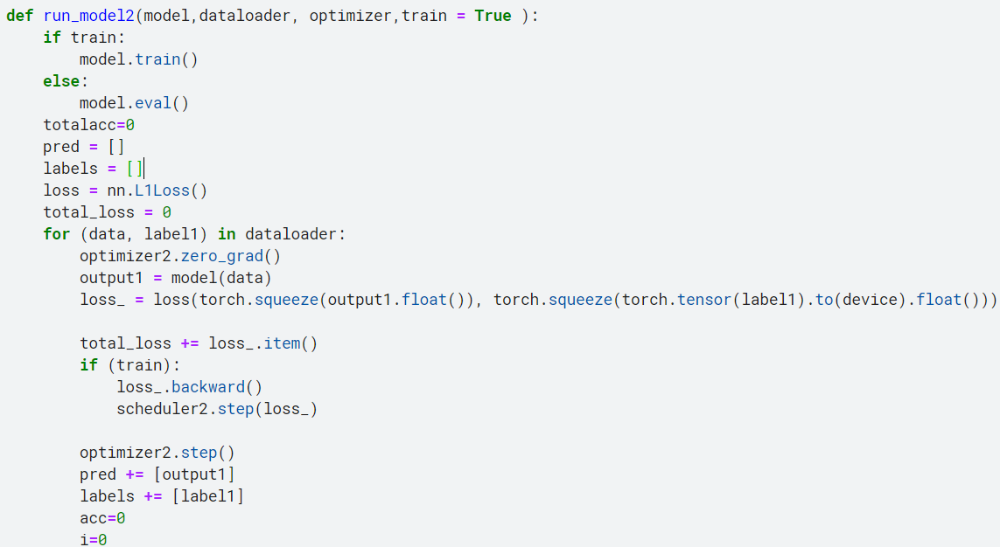 def run_model2(model,dataloader, optimizer,train = True ):
    if train:
        model.train()
    else:
        model.eval()
    totalacc=0
    pred = []
    labels = []
    loss = nn.L1Loss()
    total_loss = 0
    for (data, label1) in dataloader:
        optimizer2.zero_grad()
        output1 = model(data)
        loss_ = loss(torch.squeeze(output1.float()), torch.squeeze(torch.tensor(label1).to(device).float()))

        total_loss += loss_.item()
        if (train):
            loss_.backward()
            scheduler2.step(loss_)

        optimizer2.step()
        pred += [output1]
        labels += [label1]
        acc=0
        i=0